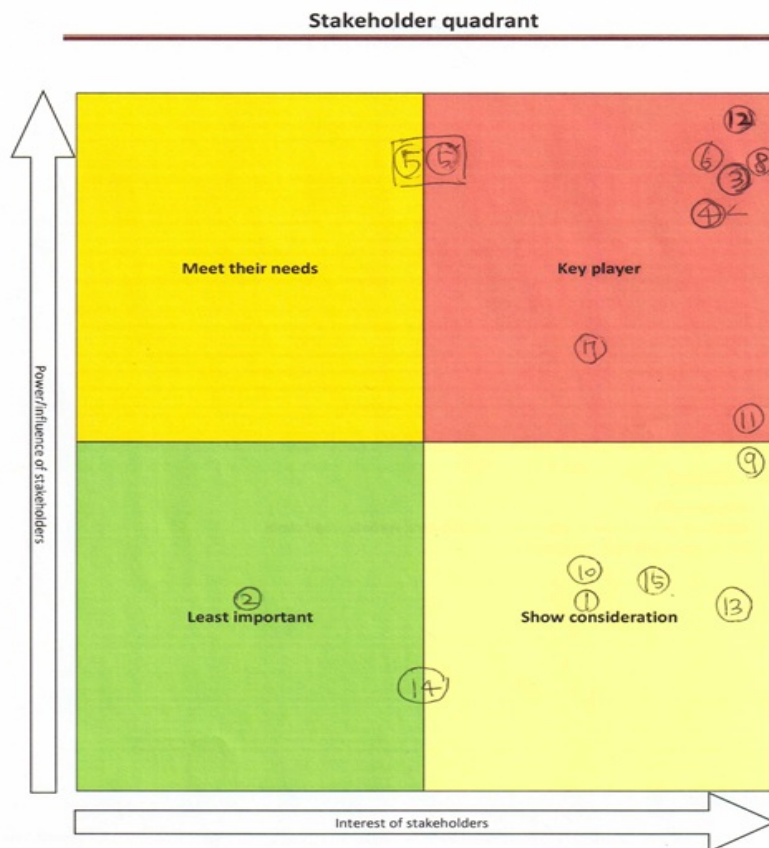 Stakeholder quadrant
12
5 5
6 8
3
4
Meet their needs
Key player
Power/influence of stakeholders
11
9
10
15
2
1
13
Least important
Show consideration
14
Interest of stakeholders